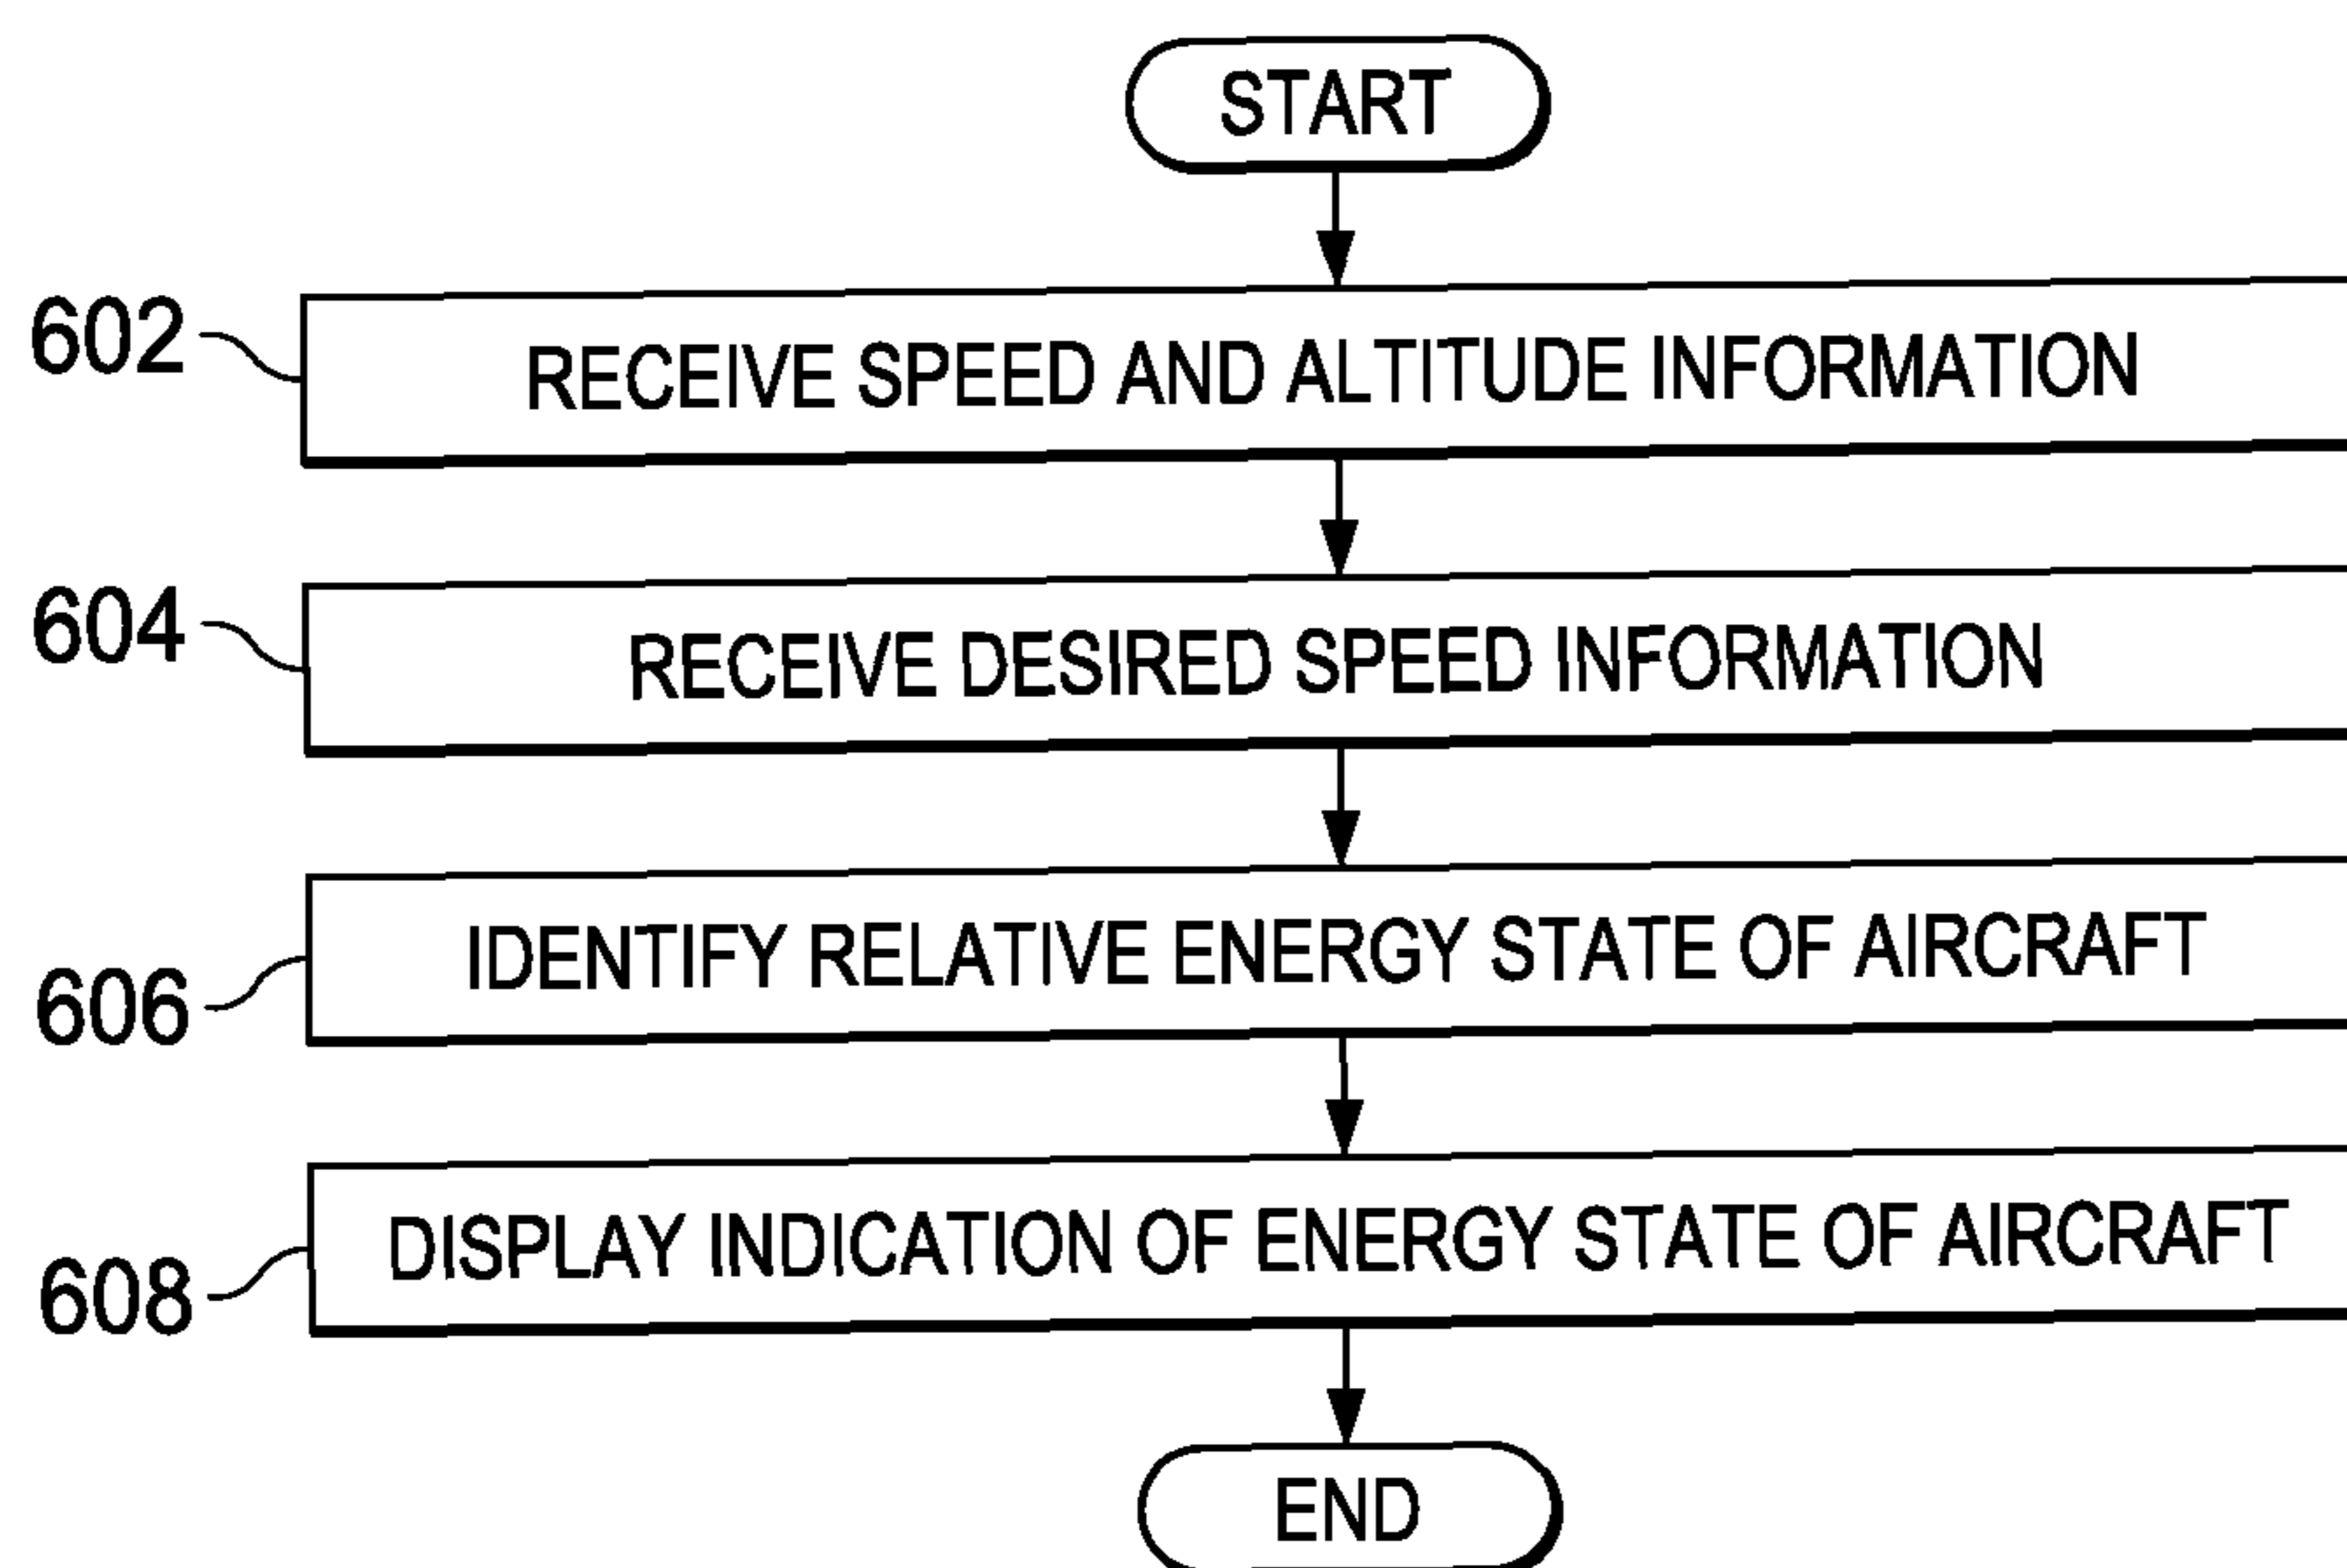 START
602
RECEIVE SPEED AND ALTITUDE INFORMATION
604
RECEIVE DESIRED SPEED INFORMATION
606
IDENTIFY RELATIVE ENERGY STATE OF AIRCRAFT
608
DISPLAY INDICATION OF ENERGY STATE OF AIRCRAFT
END